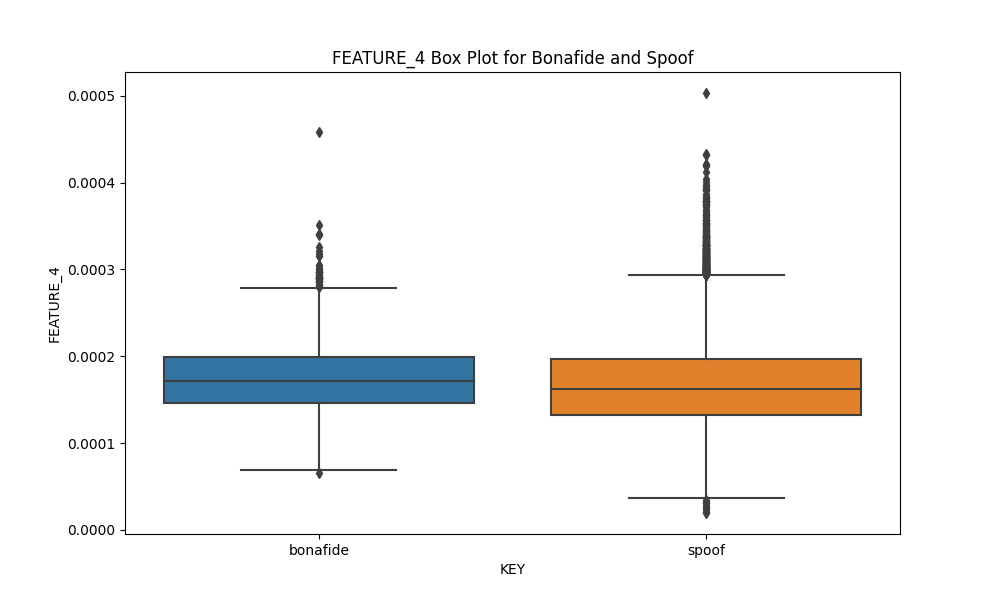 FEATURE_4 Box Plot for Bonafide and Spoof
0.0005
0.0004
0.0003
0.0002
0.0001
0.0000
FEATURE_4
bonafide
spoof
KEY